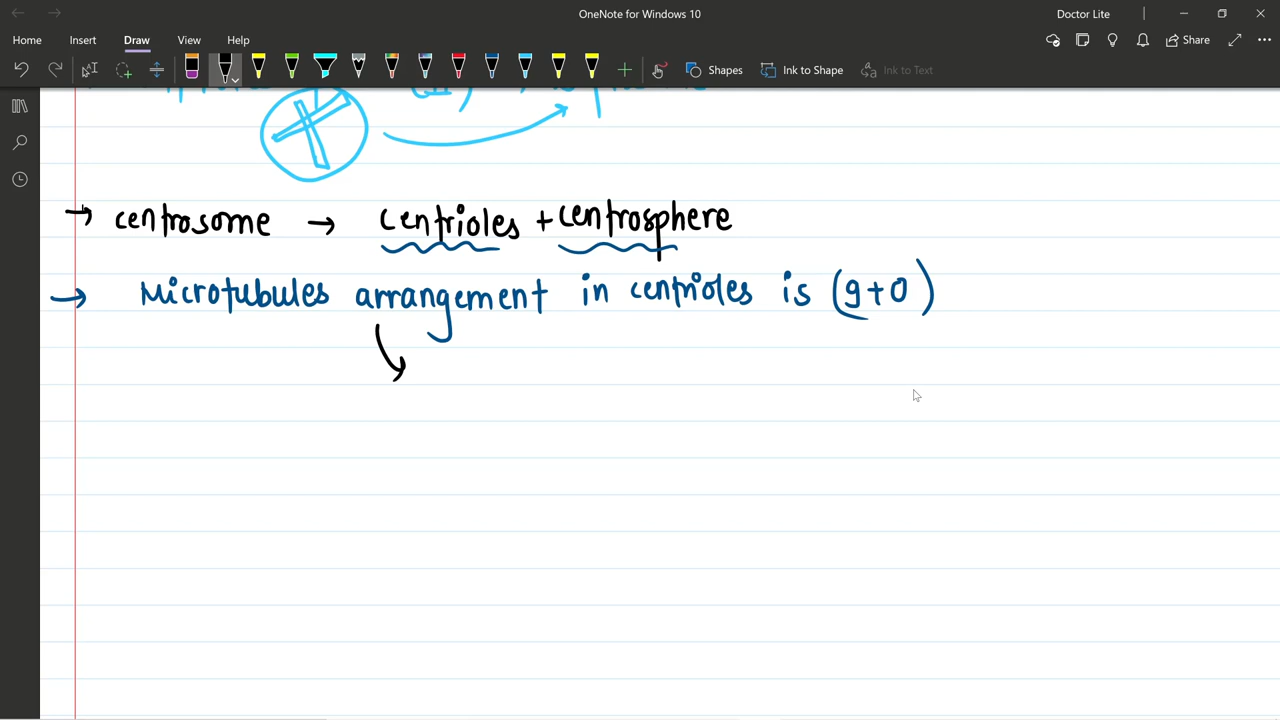 OneNote for Windows 10
Doctor Lite
Home Insert Draw View Help
Share
Shapes Ink to Shape Ink to Text
→ centrosome → centrioles + centrosphere
→ Microtubules arrangement in centrioles is (9+0)